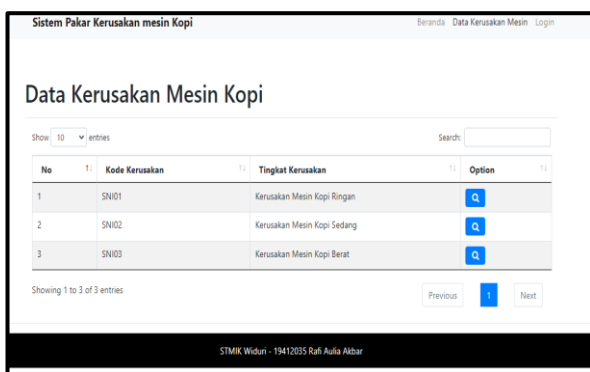 Sistem Pakar Kerusakan mesin Kopi Beranda Data Kerusakan Mesin Login
Data Kerusakan Mesin Kopi
Show 10 entries Search:
No Kode Kerusakan Tingkat Kerusakan Option
1 SNI01 Kerusakan Mesin Kopi Ringan
2 SNI02 Kerusakan Mesin Kopi Sedang
3 SNI03 Kerusakan Mesin Kopi Berat
Showing 1 to 3 of 3 entries Previous 1 Next
STMIK Widuri - 19412035 Rafi Aulia Akbar